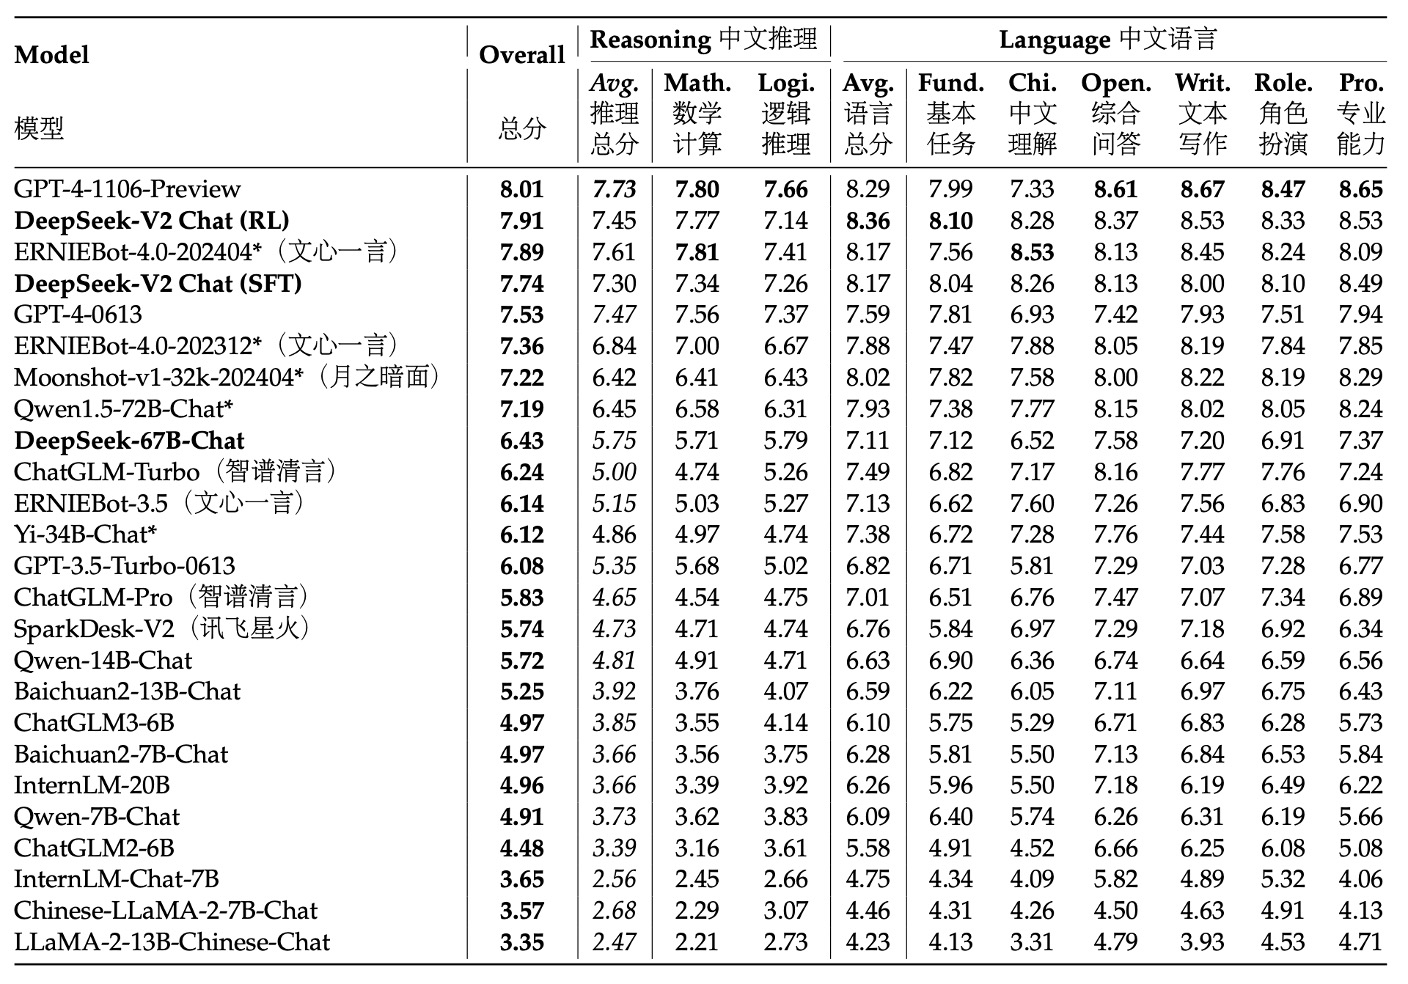 Model Overall Reasoning 中文推理 Language 中文语言
Avg. Math. Logi. Avg. Fund. Chi. Open. Writ. Role. Pro.
模型 总分 推理 数学 逻辑 语言 基本 中文 综合 文本 角色 专业
总分 计算 推理 总分 任务 理解 问答 写作 扮演 能力
GPT-4-1106-Preview 8.01 7.73 7.80 7.66 8.29 7.99 7.33 8.61 8.67 8.47 8.65
DeepSeek-V2 Chat (RL) 7.91 7.45 7.77 7.14 8.36 8.10 8.28 8.37 8.53 8.33 8.53
ERNIEBot-4.0-202404*（文心一言） 7.89 7.61 7.81 7.41 8.17 7.56 8.53 8.13 8.45 8.24 8.09
DeepSeek-V2 Chat (SFT) 7.74 7.30 7.34 7.26 8.17 8.04 8.26 8.13 8.00 8.10 8.49
GPT-4-0613 7.53 7.47 7.56 7.37 7.59 7.81 6.93 7.42 7.93 7.51 7.94
ERNIEBot-4.0-202312*（文心一言） 7.36 6.84 7.00 6.67 7.88 7.47 7.88 8.05 8.19 7.84 7.85
Moonshot-v1-32k-202404*（月之暗面） 7.22 6.42 6.41 6.43 8.02 7.82 7.58 8.00 8.22 8.19 8.29
Qwen1.5-72B-Chat* 7.19 6.45 6.58 6.31 7.93 7.38 7.77 8.15 8.02 8.05 8.24
DeepSeek-67B-Chat 6.43 5.75 5.71 5.79 7.11 7.12 6.52 7.58 7.20 6.91 7.37
ChatGLM-Turbo（智谱清言） 6.24 5.00 4.74 5.26 7.49 6.82 7.17 8.16 7.77 7.76 7.24
ERNIEBot-3.5（文心一言） 6.14 5.15 5.03 5.27 7.13 6.62 7.60 7.26 7.56 6.83 6.90
Yi-34B-Chat* 6.12 4.86 4.97 4.74 7.38 6.72 7.28 7.76 7.44 7.58 7.53
GPT-3.5-Turbo-0613 6.08 5.35 5.68 5.02 6.82 6.71 5.81 7.29 7.03 7.28 6.77
ChatGLM-Pro（智谱清言） 5.83 4.65 4.54 4.75 7.01 6.51 6.76 7.47 7.07 7.34 6.89
SparkDesk-V2（讯飞星火） 5.74 4.73 4.71 4.74 6.76 5.84 6.97 7.29 7.18 6.92 6.34
Qwen-14B-Chat 5.72 4.81 4.91 4.71 6.63 6.90 6.36 6.74 6.64 6.59 6.56
Baichuan2-13B-Chat 5.25 3.92 3.76 4.07 6.59 6.22 6.05 7.11 6.97 6.75 6.43
ChatGLM3-6B 4.97 3.85 3.55 4.14 6.10 5.75 5.29 6.71 6.83 6.28 5.73
Baichuan2-7B-Chat 4.97 3.66 3.56 3.75 6.28 5.81 5.50 7.13 6.84 6.53 5.84
InternLM-20B 4.96 3.66 3.39 3.92 6.26 5.96 5.50 7.18 6.19 6.49 6.22
Qwen-7B-Chat 4.91 3.73 3.62 3.83 6.09 6.40 5.74 6.26 6.31 6.19 5.66
ChatGLM2-6B 4.48 3.39 3.16 3.61 5.58 4.91 4.52 6.66 6.25 6.08 5.08
InternLM-Chat-7B 3.65 2.56 2.45 2.66 4.75 4.34 4.09 5.82 4.89 5.32 4.06
Chinese-LLaMA-2-7B-Chat 3.57 2.68 2.29 3.07 4.46 4.31 4.26 4.50 4.63 4.91 4.13
LLaMA-2-13B-Chinese-Chat 3.35 2.47 2.21 2.73 4.23 4.13 3.31 4.79 3.93 4.53 4.71